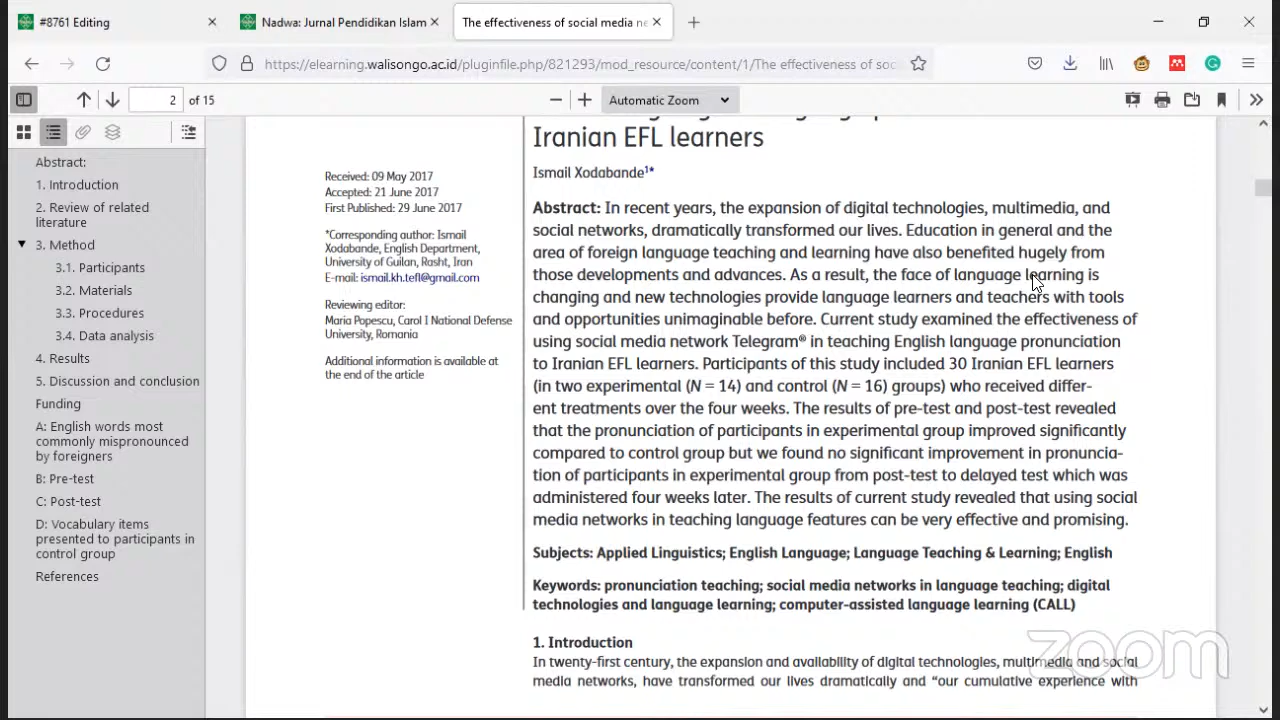 #8761 Editing
Nadwa: Jurnal Pendidikan Islam
The effectiveness of social media ne
https://elearning.walisongo.ac.id/pluginfile.php/821293/mod_resource/content/1/The effectiveness of soc
2 of 15
Automatic Zoom
Abstract:
1. Introduction
2. Review of related
literature
3. Method
3.1. Participants
3.2. Materials
3.3. Procedures
3.4. Data analysis
4. Results
5. Discussion and conclusion
Funding
A: English words most
commonly mispronounced
by foreigners
B: Pre-test
C: Post-test
D: Vocabulary items
presented to participants in
control group
References
Received: 09 May 2017
Accepted: 21 June 2017
First Published: 29 June 2017
*Corresponding author: Ismail
Xodabande, English Department,
University of Guilan, Rasht, Iran
E-mail: ismail.kh.tefl@gmail.com
Reviewing editor:
Maria Popescu, Carol I National Defense
University, Romania
Additional information is available at
the end of the article
Iranian EFL learners
Ismail Xodabande1*
Abstract: In recent years, the expansion of digital technologies, multimedia, and
social networks, dramatically transformed our lives. Education in general and the
area of foreign language teaching and learning have also benefited hugely from
those developments and advances. As a result, the face of language learning is
changing and new technologies provide language learners and teachers with tools
and opportunities unimaginable before. Current study examined the effectiveness of
using social media network Telegram® in teaching English language pronunciation
to Iranian EFL learners. Participants of this study included 30 Iranian EFL learners
(in two experimental (N = 14) and control (N = 16) groups) who received differ-
ent treatments over the four weeks. The results of pre-test and post-test revealed
that the pronunciation of participants in experimental group improved significantly
compared to control group but we found no significant improvement in pronuncia-
tion of participants in experimental group from post-test to delayed test which was
administered four weeks later. The results of current study revealed that using social
media networks in teaching language features can be very effective and promising.
Subjects: Applied Linguistics; English Language; Language Teaching & Learning; English
Keywords: pronunciation teaching; social media networks in language teaching; digital
technologies and language learning; computer-assisted language learning (CALL)
1. Introduction
In twenty-first century, the expansion and availability of digital technologies, multimedia and social
media networks, have transformed our lives dramatically and “our cumulative experience with
zoom